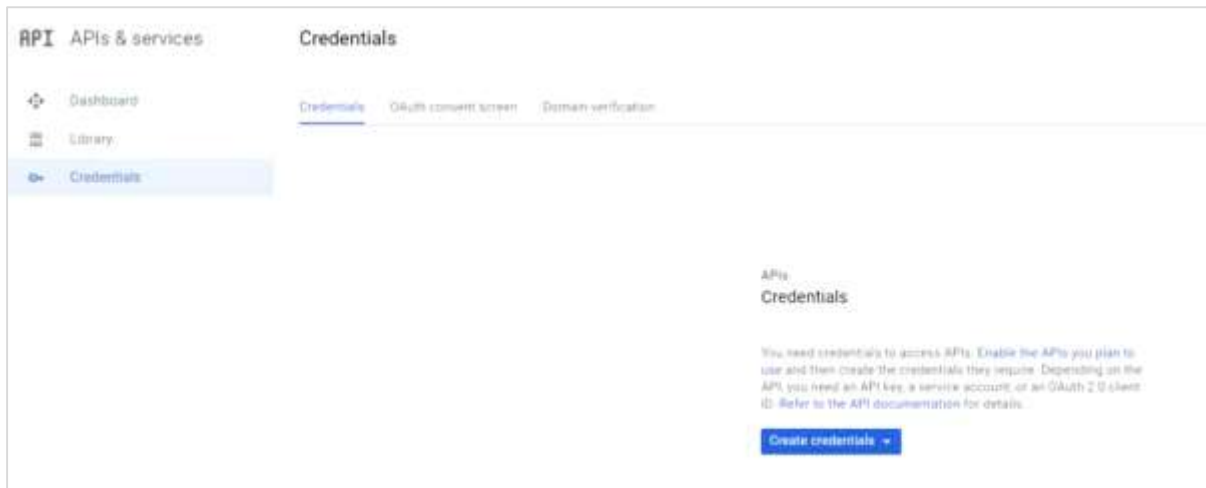 API APIs & services
Credentials
Dashboard
Library
Credentials
Credentials OAuth consent screen Domain verification
APIs
Credentials
You need credentials to access APIs. Enable the APIs you plan to
use and then create the credentials they require. Depending on the
API, you need an API key, a service account, or an OAuth 2.0 client
ID. Refer to the API documentation for details.
Create credentials